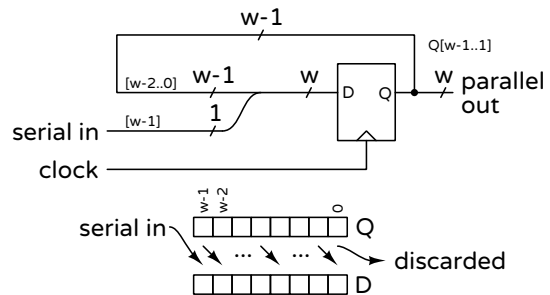 w-1
Q[w-1..1]
[w-2..0]
w-1
w
D
Q
w
parallel
out
[w-1]
1
serial in
clock
w-1
w-2
0
serial in
Q
... ...
discarded
D